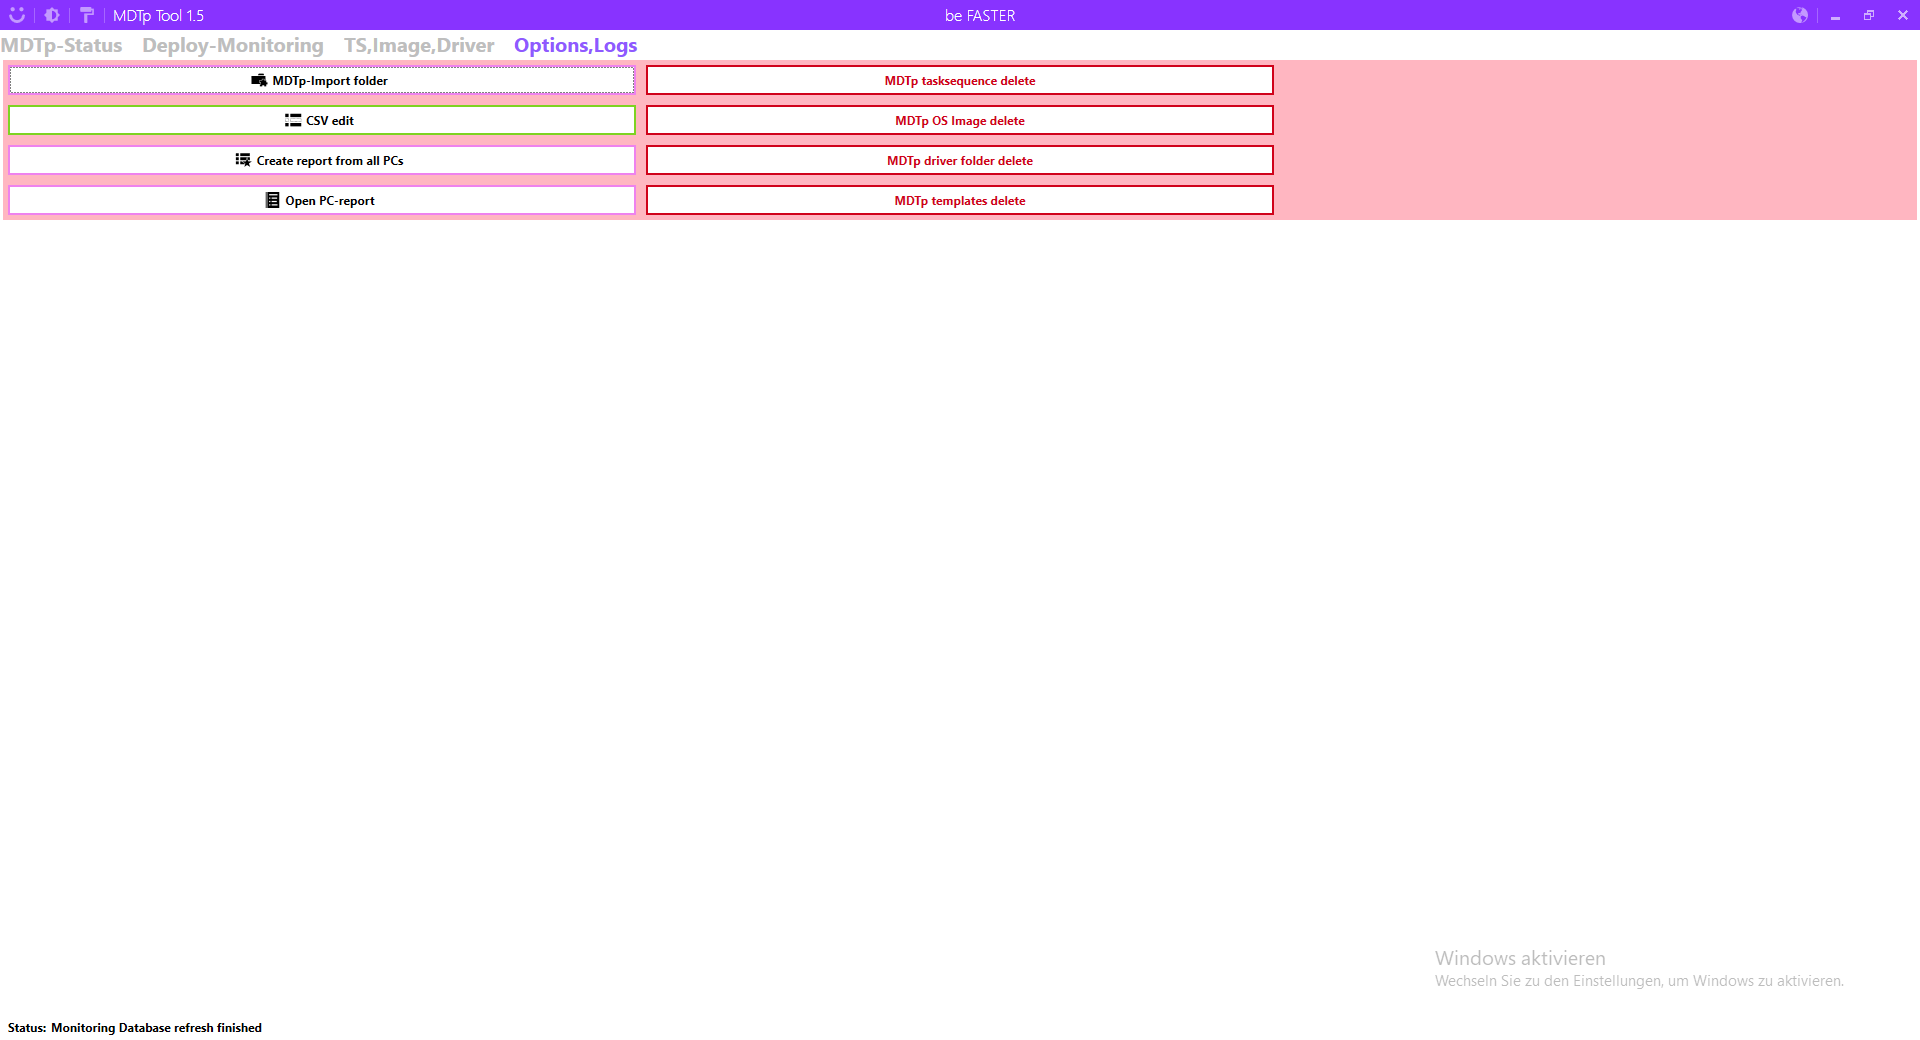 MDTp Tool 1.5
be FASTER
MDTp-Status Deploy-Monitoring TS,Image,Driver Options,Logs
MDTp-Import folder
MDTp tasksequence delete
CSV edit
MDTp OS Image delete
Create report from all PCs
MDTp driver folder delete
Open PC-report
MDTp templates delete
Windows aktivieren
Wechseln Sie zu den Einstellungen, um Windows zu aktivieren.
Status: Monitoring Database refresh finished